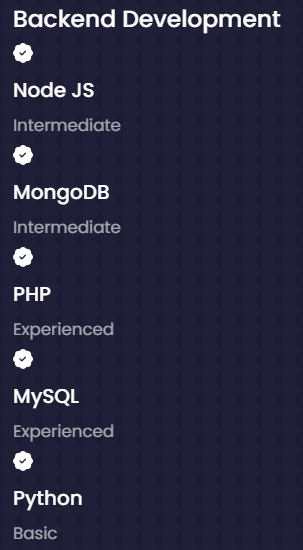 Backend Development
Node JS
Intermediate
MongoDB
Intermediate
PHP
Experienced
MySQL
Experienced
Python
Basic